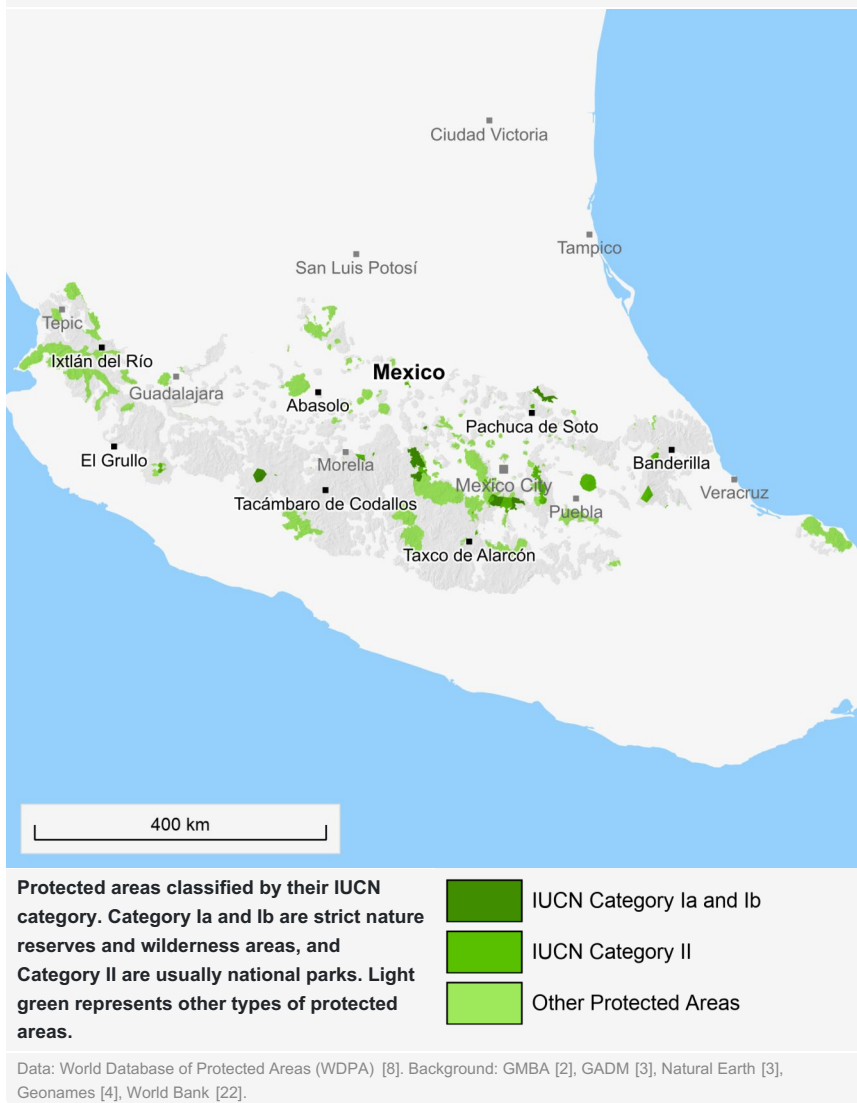 Ciudad Victoria
Tampico
San Luis Potosí
Tepic
Ixtlán del Río
Mexico
Guadalajara
Abasolo
Pachuca de Soto
El Grullo
Morelia
Banderilla
Mexico City
Tacámbaro de Codallos
Puebla
Veracruz
Taxco de Alarcón
400 km
Protected areas classified by their IUCN
category. Category Ia and Ib are strict nature
reserves and wilderness areas, and
Category II are usually national parks. Light
green represents other types of protected
areas.
IUCN Category Ia and Ib
IUCN Category II
Other Protected Areas
Data: World Database of Protected Areas (WDPA) [8]. Background: GMBA [2], GADM [3], Natural Earth [3],
Geonames [4], World Bank [22].